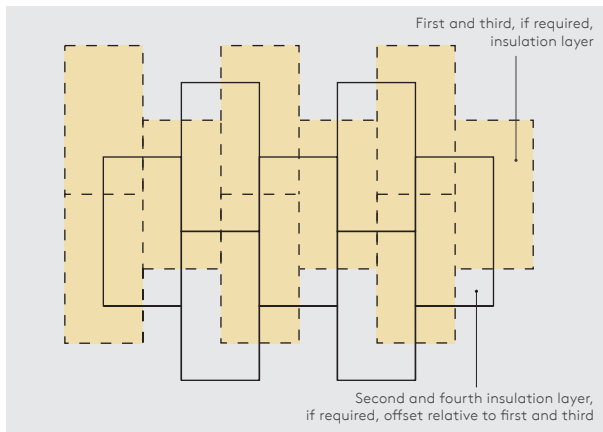 First and third, if required,
insulation layer
Second and fourth insulation layer,
if required, offset relative to first and third